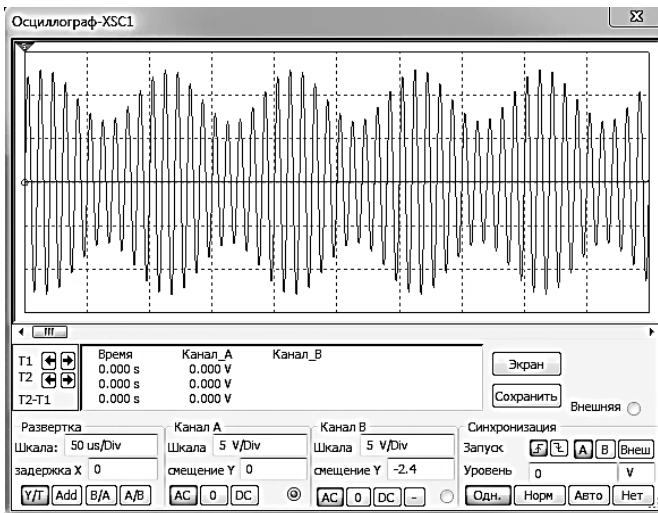 Осциллограф-XSC1
Время Канал_A Канал_B
T1 0.000 s 0.000 V
T2 0.000 s 0.000 V
T2-T1 0.000 s 0.000 V
Экран
Сохранить
Внешняя
Развертка Канал A Канал B Синхронизация
Шкала: 50 us/Div Шкала 5 V/Div Шкала 5 V/Div Запуск A B Внеш
задержка X 0 смещение Y 0 смещение Y -2.4 Уровень 0 V
Y/T Add B/A A/B AC 0 DC AC 0 DC - Одн. Норм Авто Нет